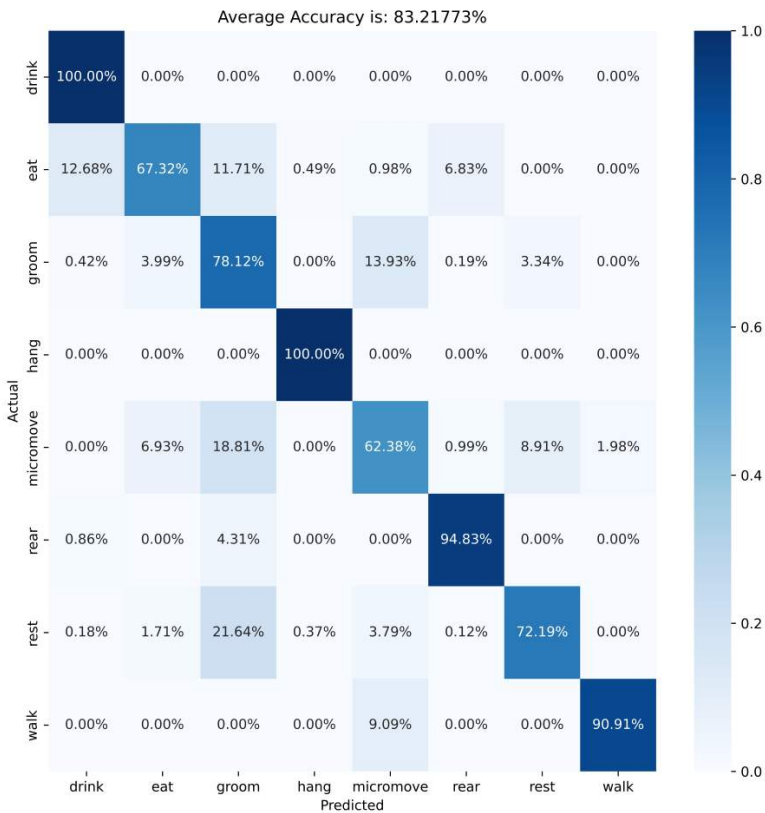 Average Accuracy is: 83.21773%
drink 100.00% 0.00% 0.00% 0.00% 0.00% 0.00% 0.00% 0.00%
eat 12.68% 67.32% 11.71% 0.49% 0.98% 6.83% 0.00% 0.00%
groom 0.42% 3.99% 78.12% 0.00% 13.93% 0.19% 3.34% 0.00%
hang 0.00% 0.00% 0.00% 100.00% 0.00% 0.00% 0.00% 0.00%
Actual
micromove 0.00% 6.93% 18.81% 0.00% 62.38% 0.99% 8.91% 1.98%
rear 0.86% 0.00% 4.31% 0.00% 0.00% 94.83% 0.00% 0.00%
rest 0.18% 1.71% 21.64% 0.37% 3.79% 0.12% 72.19% 0.00%
walk 0.00% 0.00% 0.00% 0.00% 9.09% 0.00% 0.00% 90.91%
drink eat groom hang micromove rear rest walk
Predicted
1.0
0.8
0.6
0.4
0.2
0.0